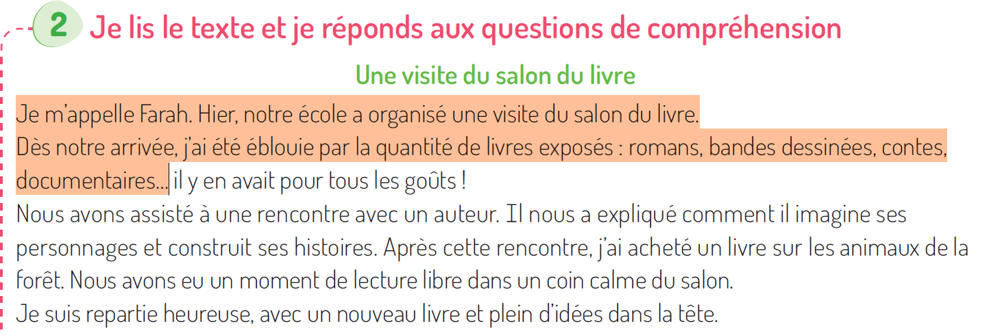 2 Je lis le texte et je réponds aux questions de compréhension
Une visite du salon du livre
Je m'appelle Farah. Hier, notre école a organisé une visite du salon du livre.
Dès notre arrivée, j'ai été éblouie par la quantité de livres exposés : romans, bandes dessinées, contes,
documentaires... il y en avait pour tous les goûts !
Nous avons assisté à une rencontre avec un auteur. Il nous a expliqué comment il imagine ses
personnages et construit ses histoires. Après cette rencontre, j'ai acheté un livre sur les animaux de la
forêt. Nous avons eu un moment de lecture libre dans un coin calme du salon.
Je suis repartie heureuse, avec un nouveau livre et plein d'idées dans la tête.